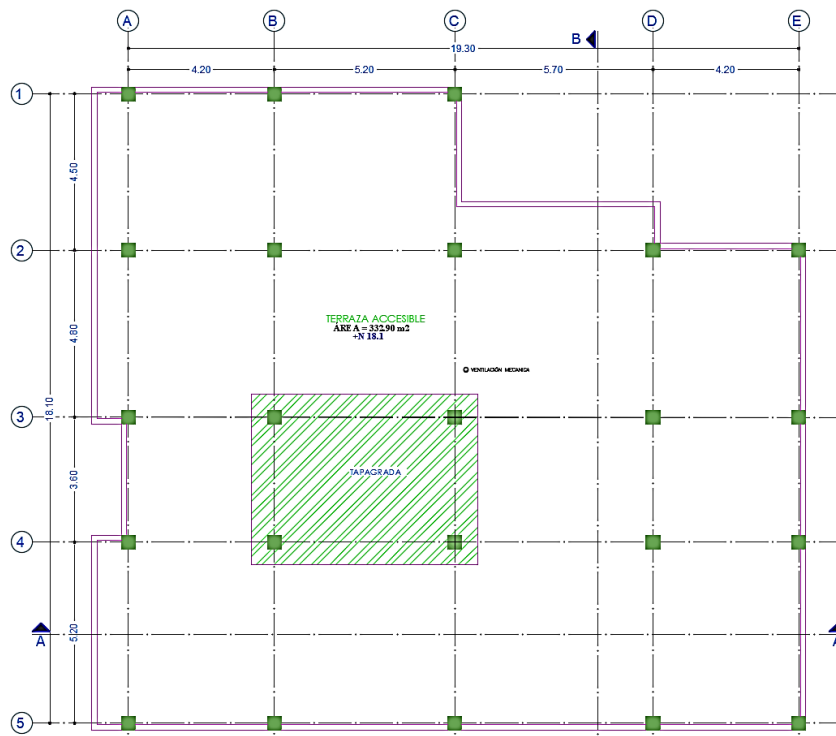 A
B
C
D
E
B
19.30
4.20
5.20
5.70
4.20
1
4.50
2
TERRAZA ACCESIBLE
ÁREA = 332.90 m2
+N 18.1
4.80
VENTILACIÓN MECANICA
18.10
3
TAPAGRADA
3.60
4
5.20
A
A
5